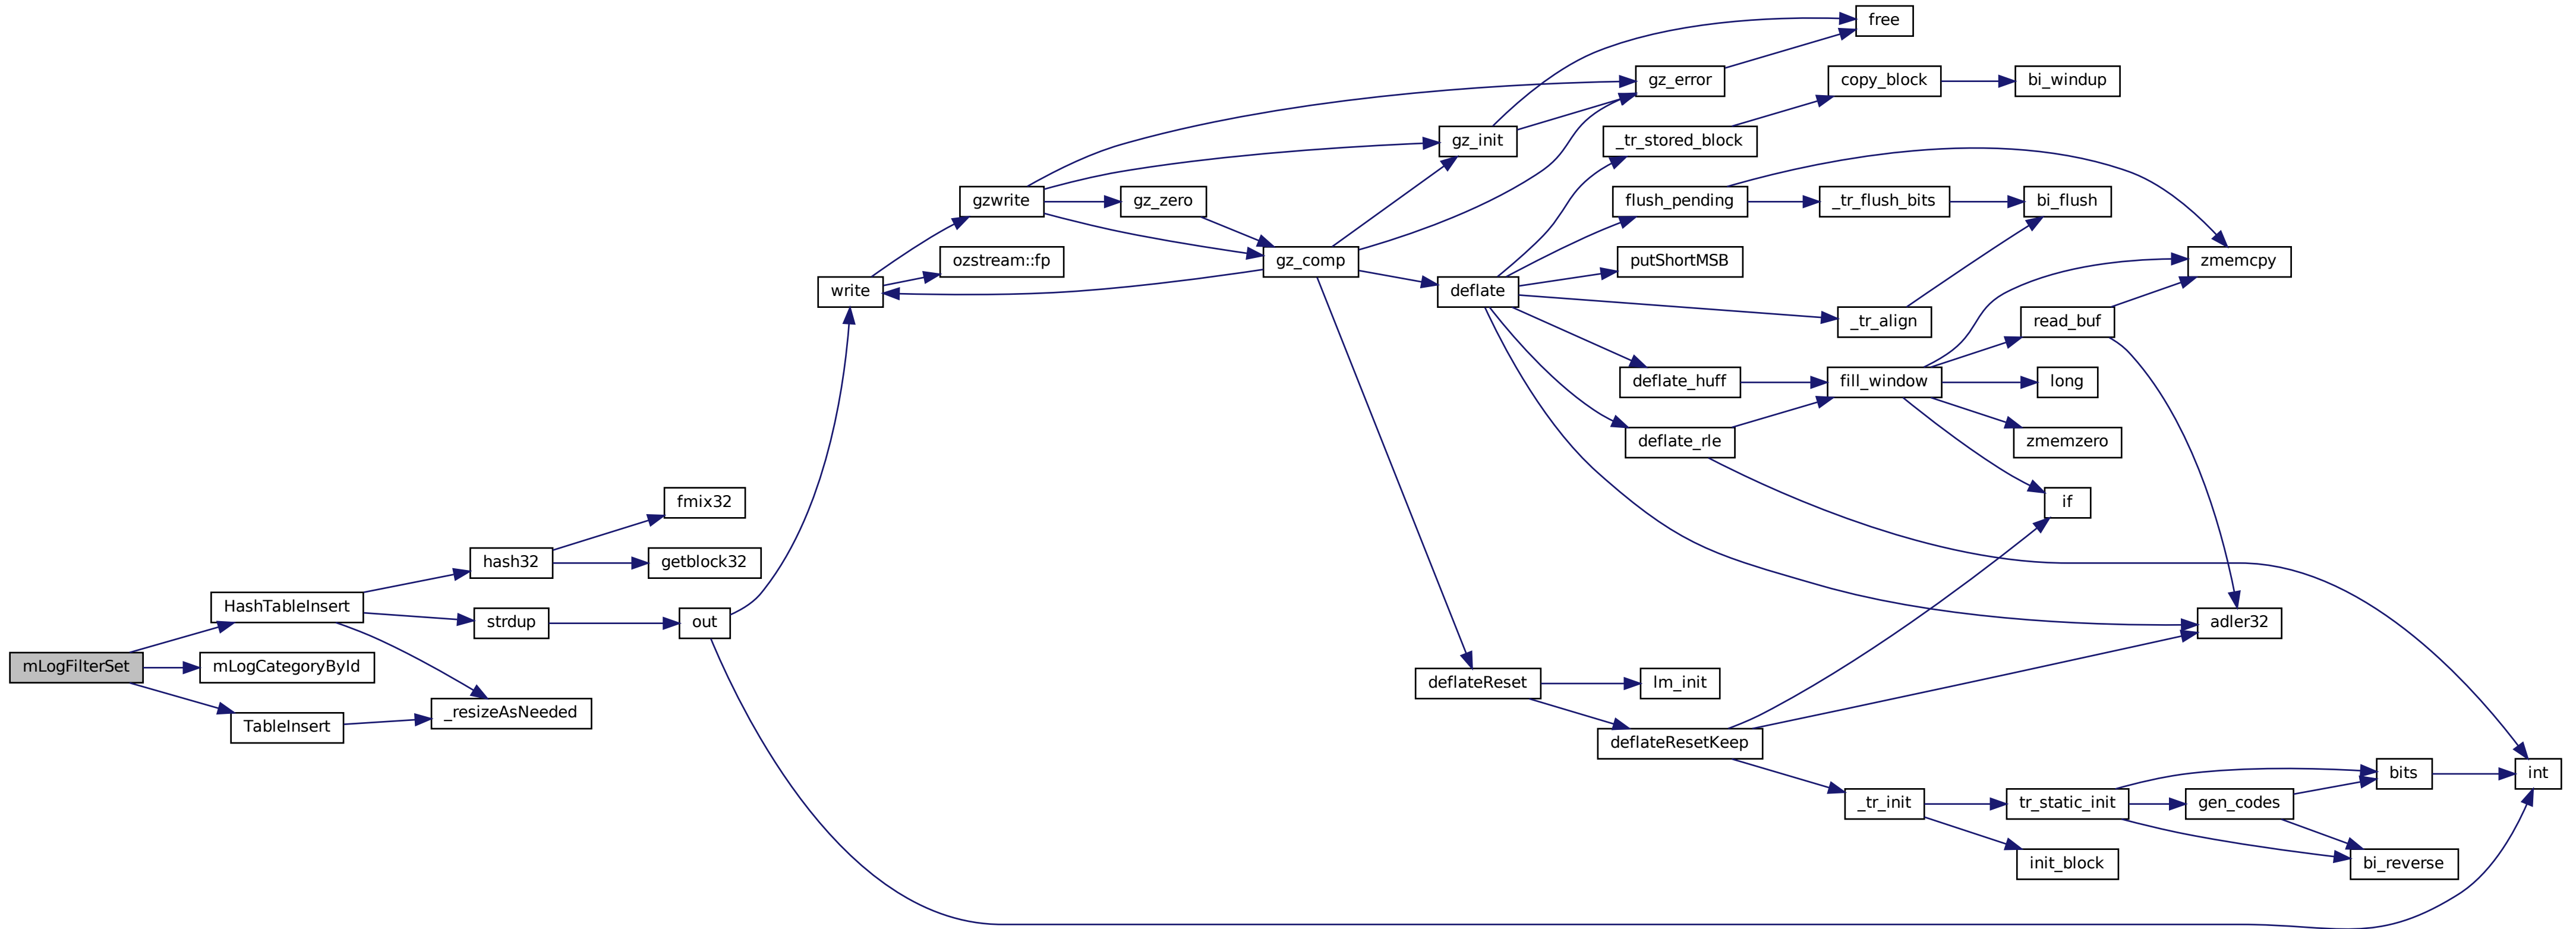 free
gz_error
copy_block
bi_windup
gz_init
_tr_stored_block
gzwrite
gz_zero
flush_pending
_tr_flush_bits
bi_flush
ozstream::fp
gz_comp
putShortMSB
zmemcpy
write
deflate
_tr_align
read_buf
deflate_huff
fill_window
long
deflate_rle
zmemzero
fmix32
if
hash32
getblock32
HashTableInsert
strdup
out
adler32
mLogFilterSet
mLogCategoryById
deflateReset
lm_init
TableInsert
_resizeAsNeeded
deflateResetKeep
bits
int
_tr_init
tr_static_init
gen_codes
init_block
bi_reverse